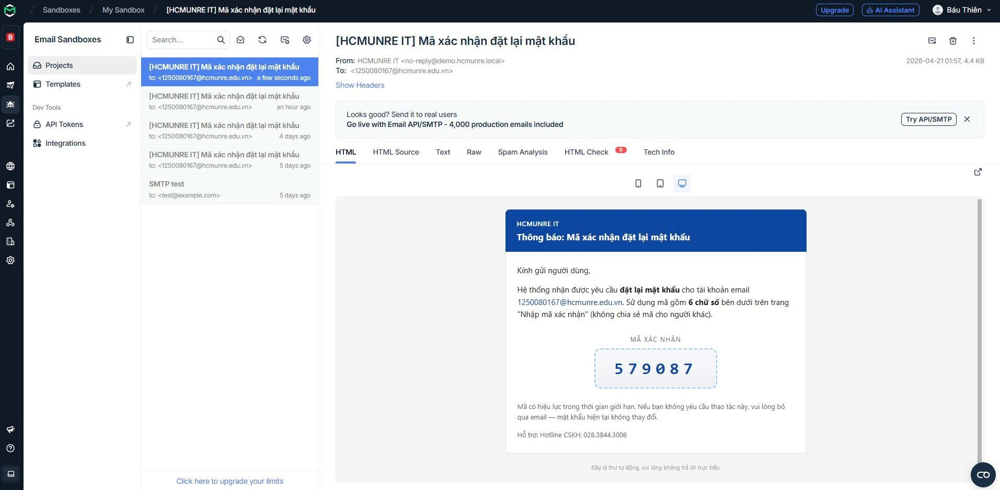 / Sandboxes / My Sandbox / [HCMUNRE IT] Mã xác nhận đặt lại mật khẩu
Upgrade
AI Assistant
Báu Thiên
B
Email Sandboxes
Projects
Templates
Dev Tools
API Tokens
Integrations
Search...
[HCMUNRE IT] Mã xác nhận đặt lại mật khẩu
to: <1250080167@hcmunre.edu.vn> a few seconds ago
[HCMUNRE IT] Mã xác nhận đặt lại mật khẩu
to: <1250080167@hcmunre.edu.vn> an hour ago
[HCMUNRE IT] Mã xác nhận đặt lại mật khẩu
to: <1250080167@hcmunre.edu.vn> 4 days ago
[HCMUNRE IT] Mã xác nhận đặt lại mật khẩu
to: <1250080167@hcmunre.edu.vn> 5 days ago
SMTP test
to: <test@example.com> 5 days ago
Click here to upgrade your limits
[HCMUNRE IT] Mã xác nhận đặt lại mật khẩu
From: HCMUNRE IT <no-reply@demo.hcmunre.local>
2026-04-21 01:57, 4.4 KB
To: <1250080167@hcmunre.edu.vn>
Show Headers
Looks good? Send it to real users
Go live with Email API/SMTP - 4,000 production emails included
Try API/SMTP
HTML HTML Source Text Raw Spam Analysis HTML Check 5 Tech Info
HCMUNRE IT
Thông báo: Mã xác nhận đặt lại mật khẩu
Kính gửi người dùng,
Hệ thống nhận được yêu cầu đặt lại mật khẩu cho tài khoản email
1250080167@hcmunre.edu.vn. Sử dụng mã gồm 6 chữ số bên dưới trên trang
"Nhập mã xác nhận" (không chia sẻ mã cho người khác).
MÃ XÁC NHẬN
579087
Mã có hiệu lực trong thời gian giới hạn. Nếu bạn không yêu cầu thao tác này, vui lòng bỏ
qua email — mật khẩu hiện tại không thay đổi.
Hỗ trợ: Hotline CSKH: 028.3844.3006
Đây là thư tự động, vui lòng không trả lời trực tiếp.